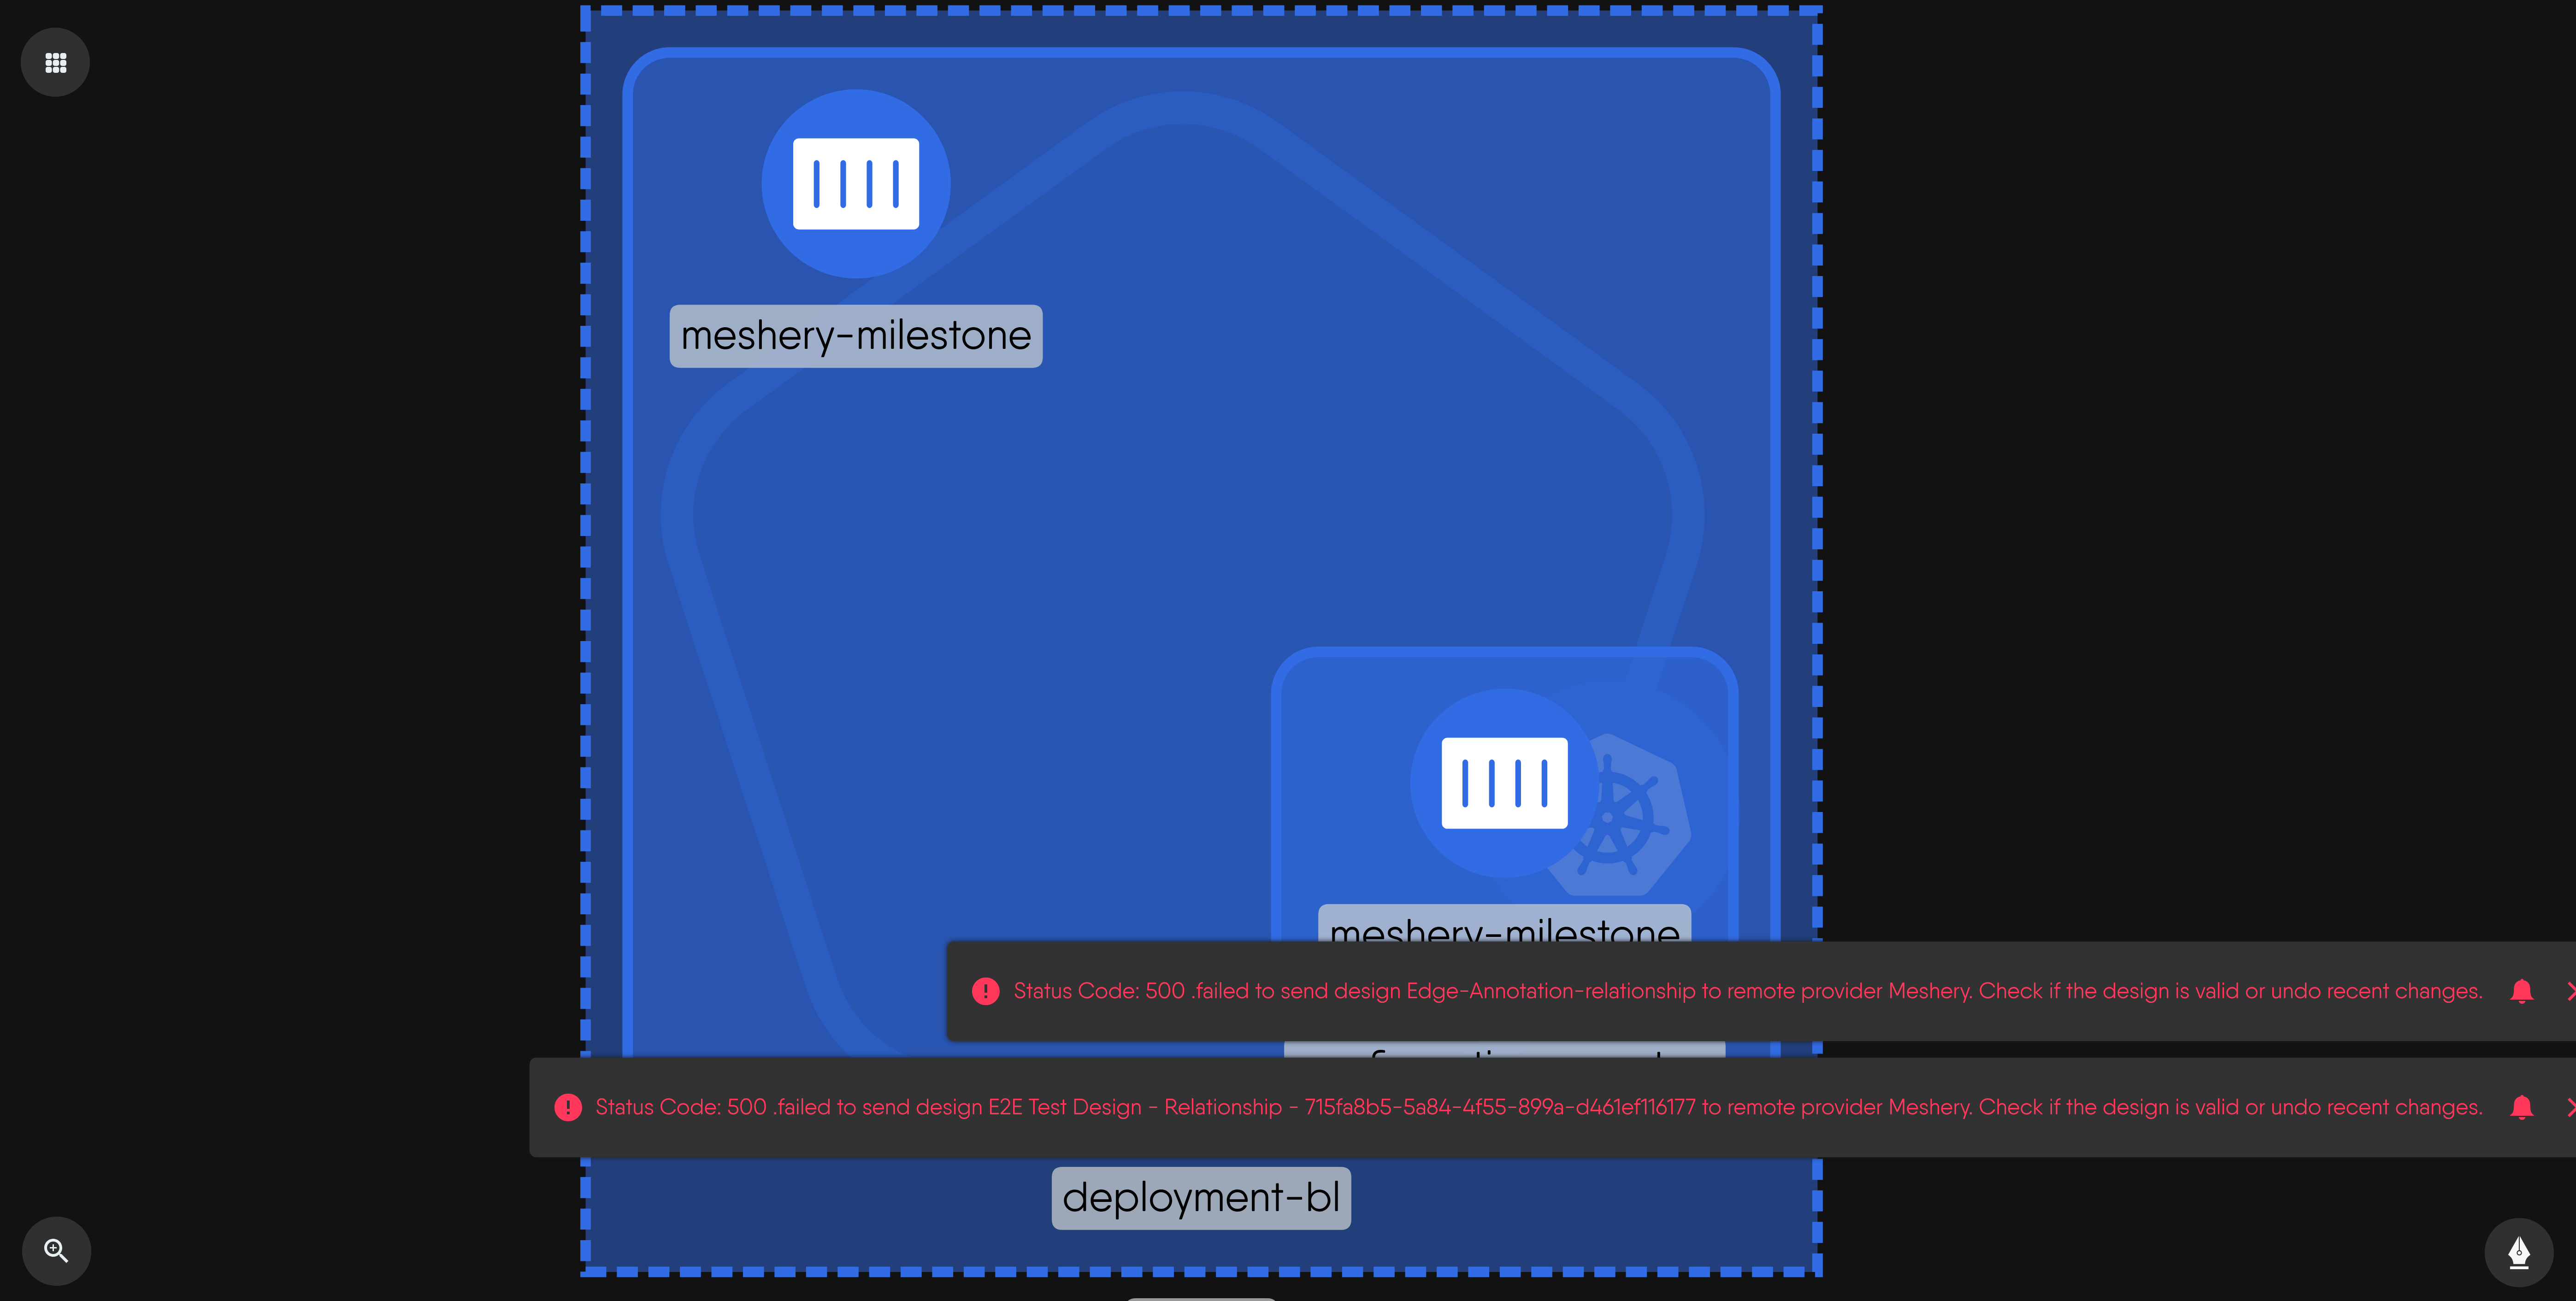 meshery-milestone
meshery-milestone
Status Code: 500 .failed to send design Edge-Annotation-relationship to remote provider Meshery. Check if the design is valid or undo recent changes.
Status Code: 500 .failed to send design E2E Test Design - Relationship - 715fa8b5-5a84-4f55-899a-d461ef116177 to remote provider Meshery. Check if the design is valid or undo recent changes.
deployment-bl